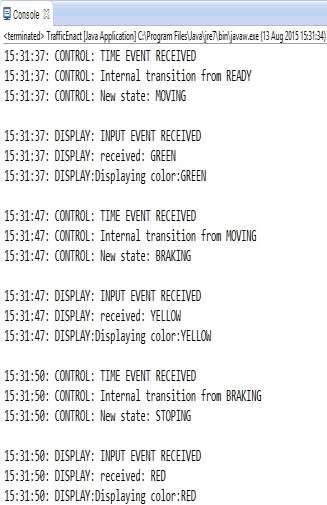 Console
<terminated> TrafficEnact [Java Application] C:\Program Files\Java\jre7\bin\javaw.exe (13 Aug 2015 15:31:34)
15:31:37: CONTROL: TIME EVENT RECEIVED
15:31:37: CONTROL: Internal transition from READY
15:31:37: CONTROL: New state: MOVING
15:31:37: DISPLAY: INPUT EVENT RECEIVED
15:31:37: DISPLAY: received: GREEN
15:31:37: DISPLAY:Displaying color:GREEN
15:31:47: CONTROL: TIME EVENT RECEIVED
15:31:47: CONTROL: Internal transition from MOVING
15:31:47: CONTROL: New state: BRAKING
15:31:47: DISPLAY: INPUT EVENT RECEIVED
15:31:47: DISPLAY: received: YELLOW
15:31:47: DISPLAY:Displaying color:YELLOW
15:31:50: CONTROL: TIME EVENT RECEIVED
15:31:50: CONTROL: Internal transition from BRAKING
15:31:50: CONTROL: New state: STOPING
15:31:50: DISPLAY: INPUT EVENT RECEIVED
15:31:50: DISPLAY: received: RED
15:31:50: DISPLAY:Displaying color:RED